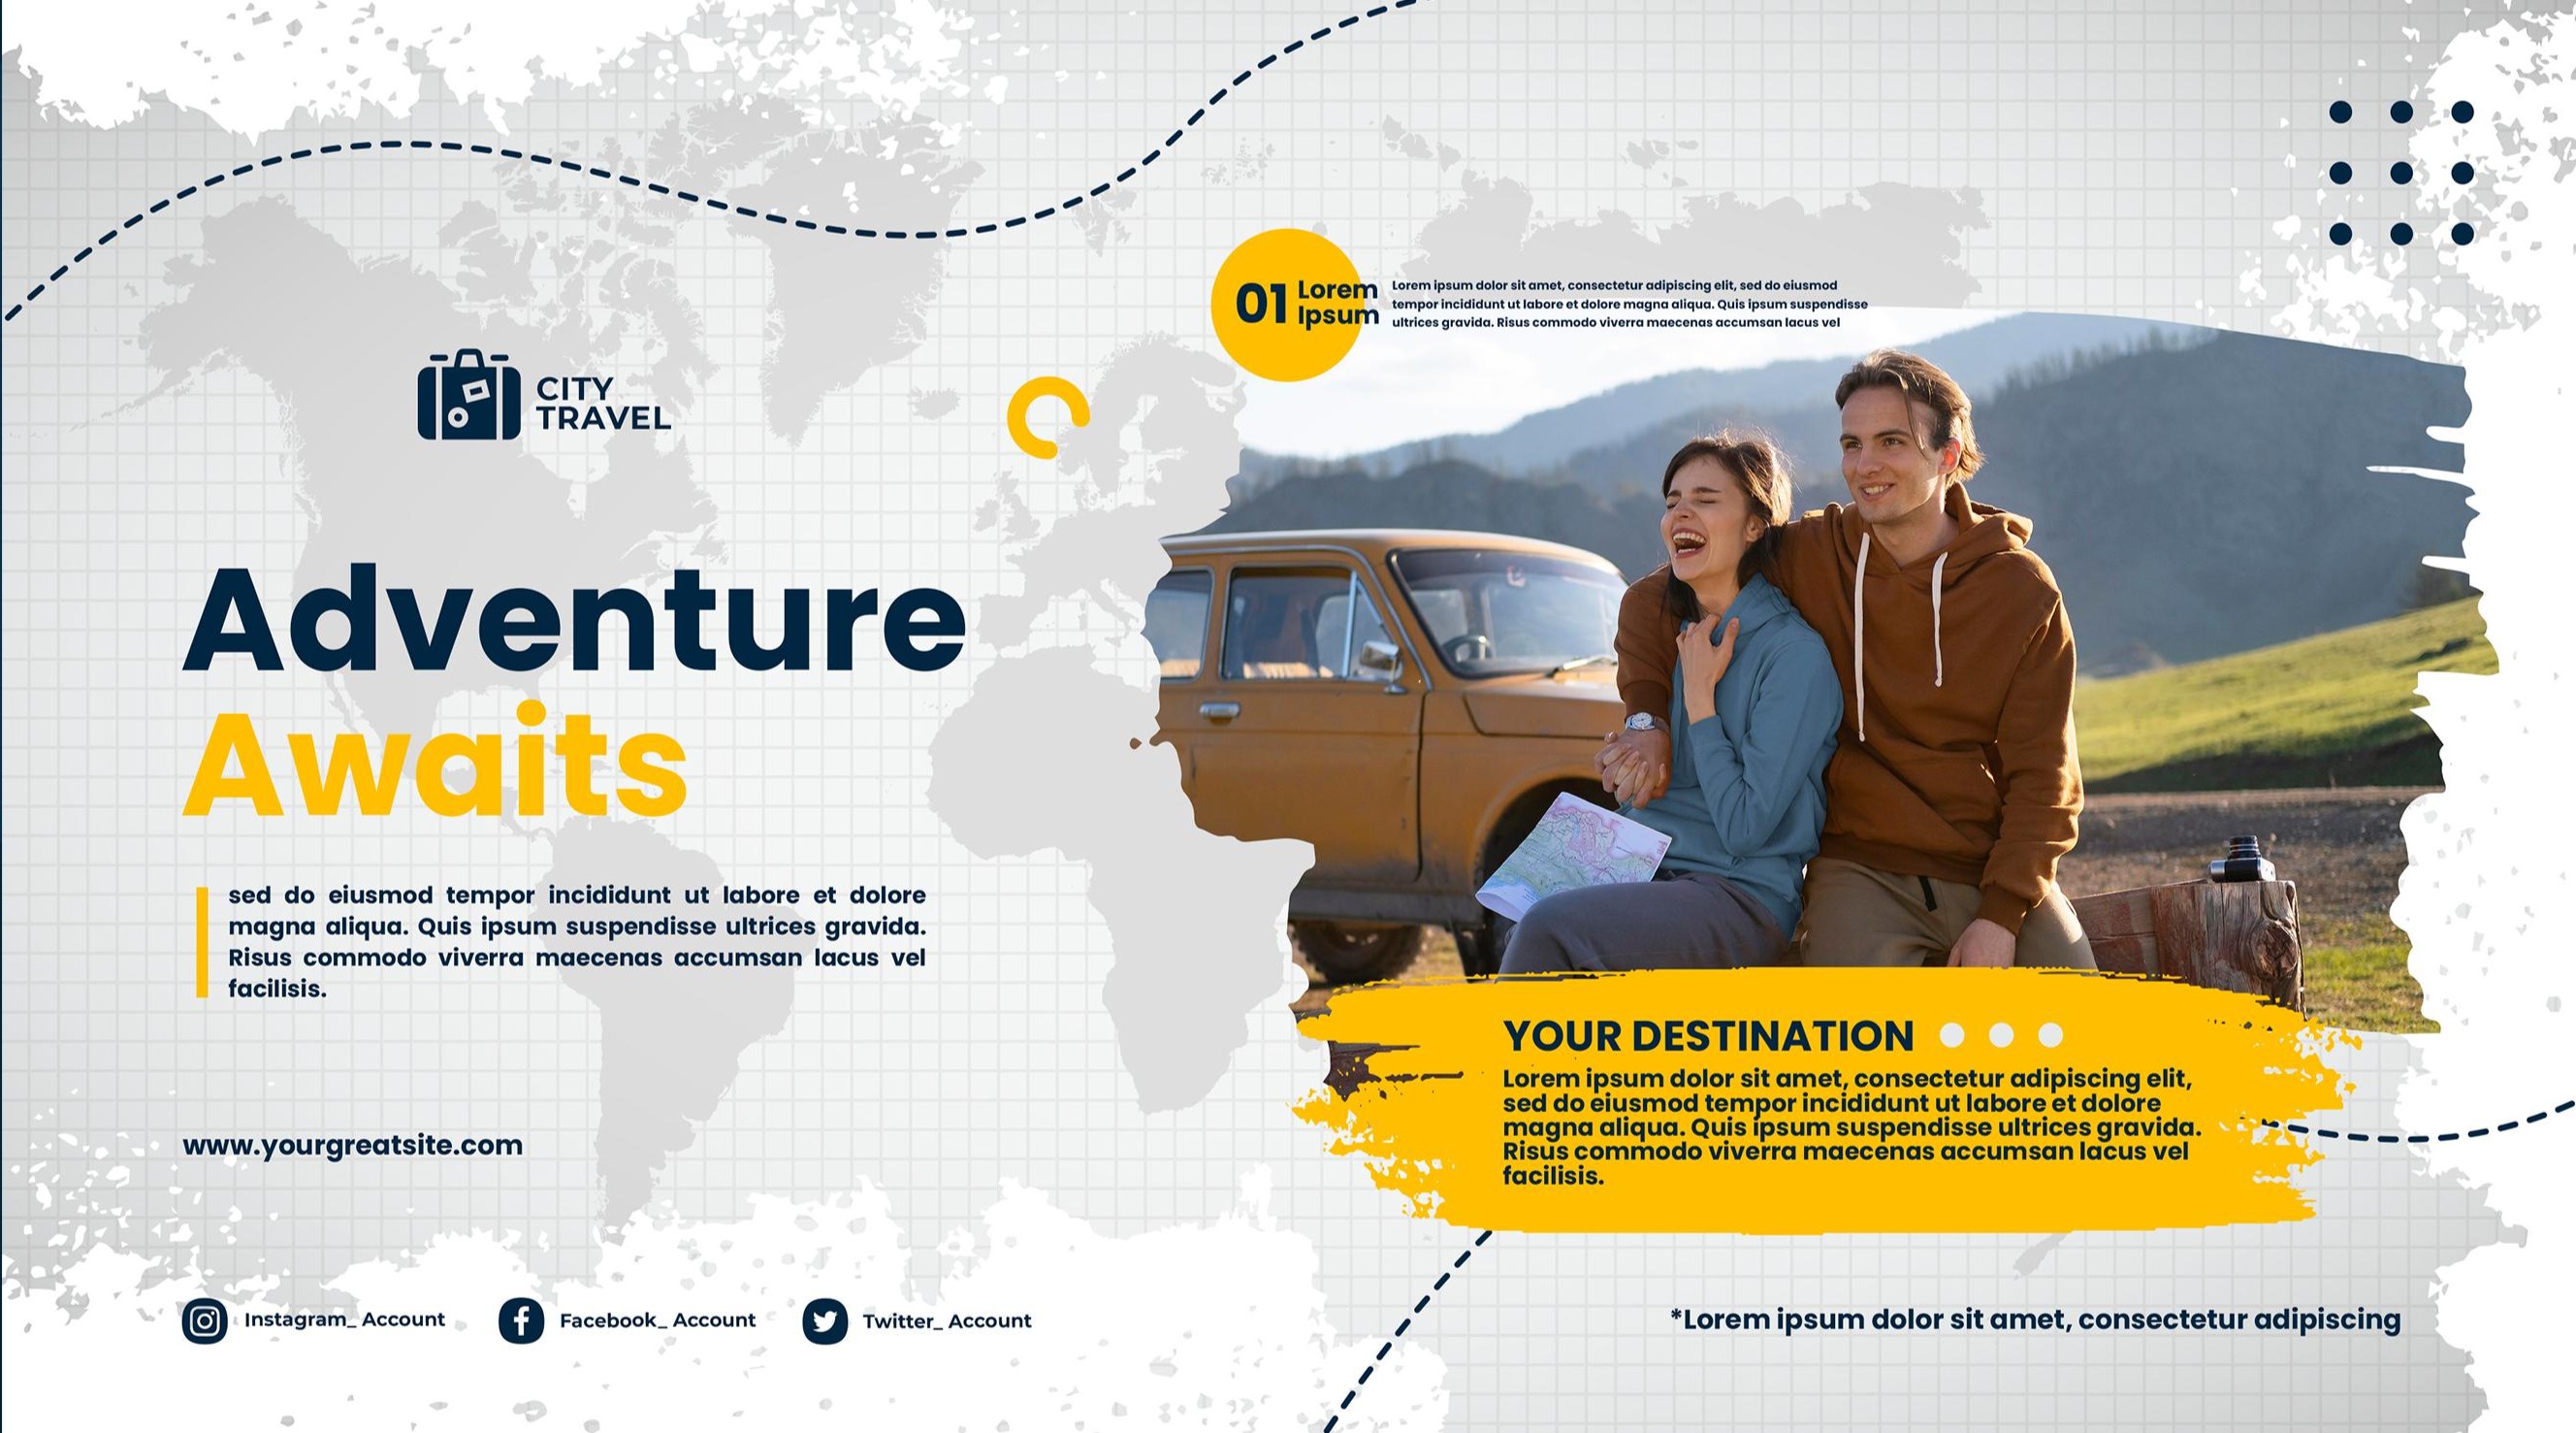 CITY
TRAVEL
Adventure
Awaits
sed do eiusmod tempor incididunt ut labore et dolore
magna aliqua. Quis ipsum suspendisse ultrices gravida.
Risus commodo viverra maecenas accumsan lacus vel
facilisis.
www.yourgreatsite.com
Instagram_ Account
Facebook_ Account
Twitter_ Account
01
Lorem
Ipsum
Lorem ipsum dolor sit amet, consectetur adipiscing elit, sed do eiusmod
tempor incididunt ut labore et dolore magna aliqua. Quis ipsum suspendisse
ultrices gravida. Risus commodo viverra maecenas accumsan lacus vel
YOUR DESTINATION
Lorem ipsum dolor sit amet, consectetur adipiscing elit,
sed do eiusmod tempor incididunt ut labore et dolore
magna aliqua. Quis ipsum suspendisse ultrices gravida.
Risus commodo viverra maecenas accumsan lacus vel
facilisis.
*Lorem ipsum dolor sit amet, consectetur adipiscing